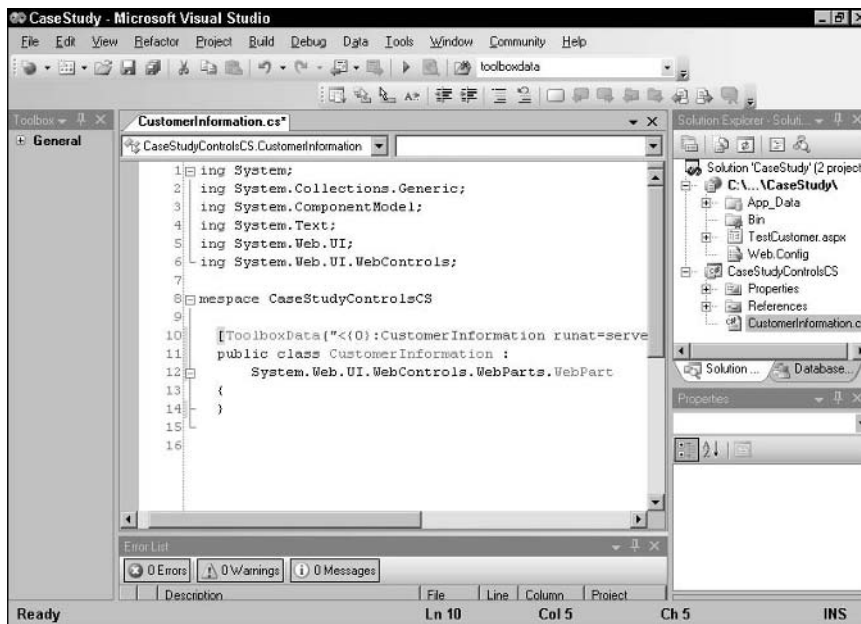 CaseStudy - Microsoft Visual Studio
File Edit View Refactor Project Build Debug Data Tools Window Community Help
toolboxdata
Toolbox
General
CustomerInformation.cs*
CaseStudyControlsCS.CustomerInformation
1 ing System;
2 ing System.Collections.Generic;
3 ing System.ComponentModel;
4 ing System.Text;
5 ing System.Web.UI;
6 ing System.Web.UI.WebControls;
7
8 mespace CaseStudyControlsCS
9
10 [ToolboxData("<{0}:CustomerInformation runat=serve
11 public class CustomerInformation :
12 System.Web.UI.WebControls.WebParts.WebPart
13 {
14 }
15
16
Solution Explorer - Soluti...
Solution 'CaseStudy' (2 project
C:\...\CaseStudy\
App_Data
Bin
TestCustomer.aspx
Web.Config
CaseStudyControlsCS
Properties
References
CustomerInformation.c
Solution ... Database...
Properties
Error List
0 Errors 0 Warnings 0 Messages
Description File Line Column Project
Ready Ln 10 Col 5 Ch 5 INS